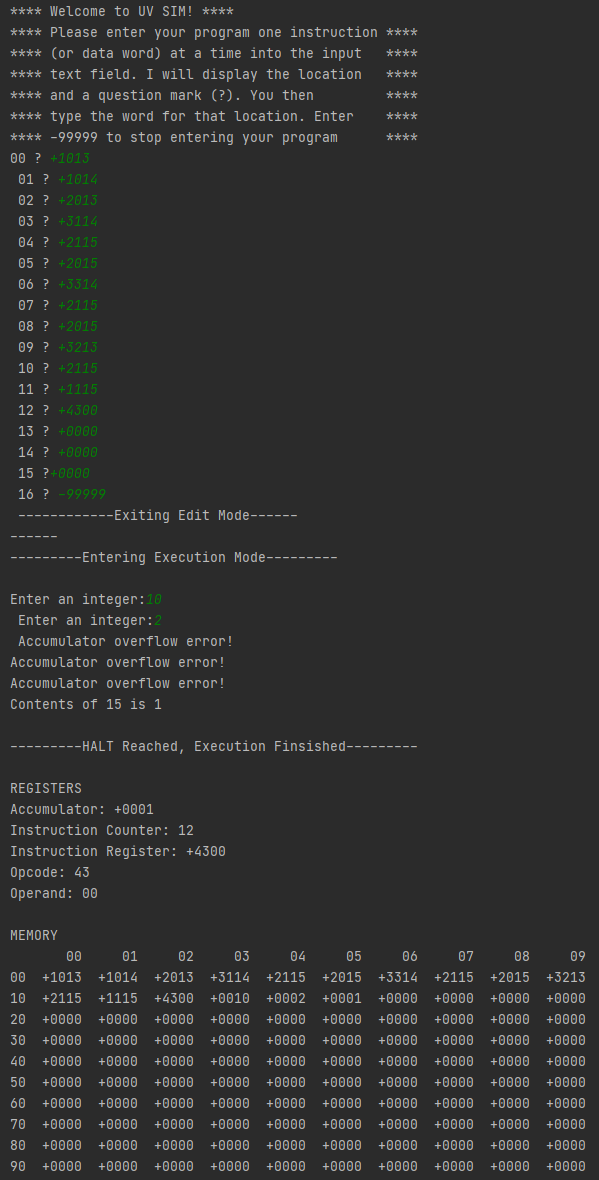 **** Welcome to UV SIM! ****
**** Please enter your program one instruction ****
**** (or data word) at a time into the input   ****
**** text field. I will display the location   ****
**** and a question mark (?). You then         ****
**** type the word for that location. Enter    ****
**** -99999 to stop entering your program      ****
00 ? +1013
 01 ? +1014
 02 ? +2013
 03 ? +3114
 04 ? +2115
 05 ? +2015
 06 ? +3314
 07 ? +2115
 08 ? +2015
 09 ? +3213
 10 ? +2115
 11 ? +1115
 12 ? +4300
 13 ? +0000
 14 ? +0000
 15 ?+0000
 16 ? -99999
 ------------Exiting Edit Mode------
------
---------Entering Execution Mode---------

Enter an integer:10
 Enter an integer:2
 Accumulator overflow error!
Accumulator overflow error!
Accumulator overflow error!
Contents of 15 is 1

---------HALT Reached, Execution Finsished---------

REGISTERS
Accumulator: +0001
Instruction Counter: 12
Instruction Register: +4300
Opcode: 43
Operand: 00

MEMORY
       00     01     02     03     04     05     06     07     08     09
00  +1013  +1014  +2013  +3114  +2115  +2015  +3314  +2115  +2015  +3213
10  +2115  +1115  +4300  +0010  +0002  +0001  +0000  +0000  +0000  +0000
20  +0000  +0000  +0000  +0000  +0000  +0000  +0000  +0000  +0000  +0000
30  +0000  +0000  +0000  +0000  +0000  +0000  +0000  +0000  +0000  +0000
40  +0000  +0000  +0000  +0000  +0000  +0000  +0000  +0000  +0000  +0000
50  +0000  +0000  +0000  +0000  +0000  +0000  +0000  +0000  +0000  +0000
60  +0000  +0000  +0000  +0000  +0000  +0000  +0000  +0000  +0000  +0000
70  +0000  +0000  +0000  +0000  +0000  +0000  +0000  +0000  +0000  +0000
80  +0000  +0000  +0000  +0000  +0000  +0000  +0000  +0000  +0000  +0000
90  +0000  +0000  +0000  +0000  +0000  +0000  +0000  +0000  +0000  +0000